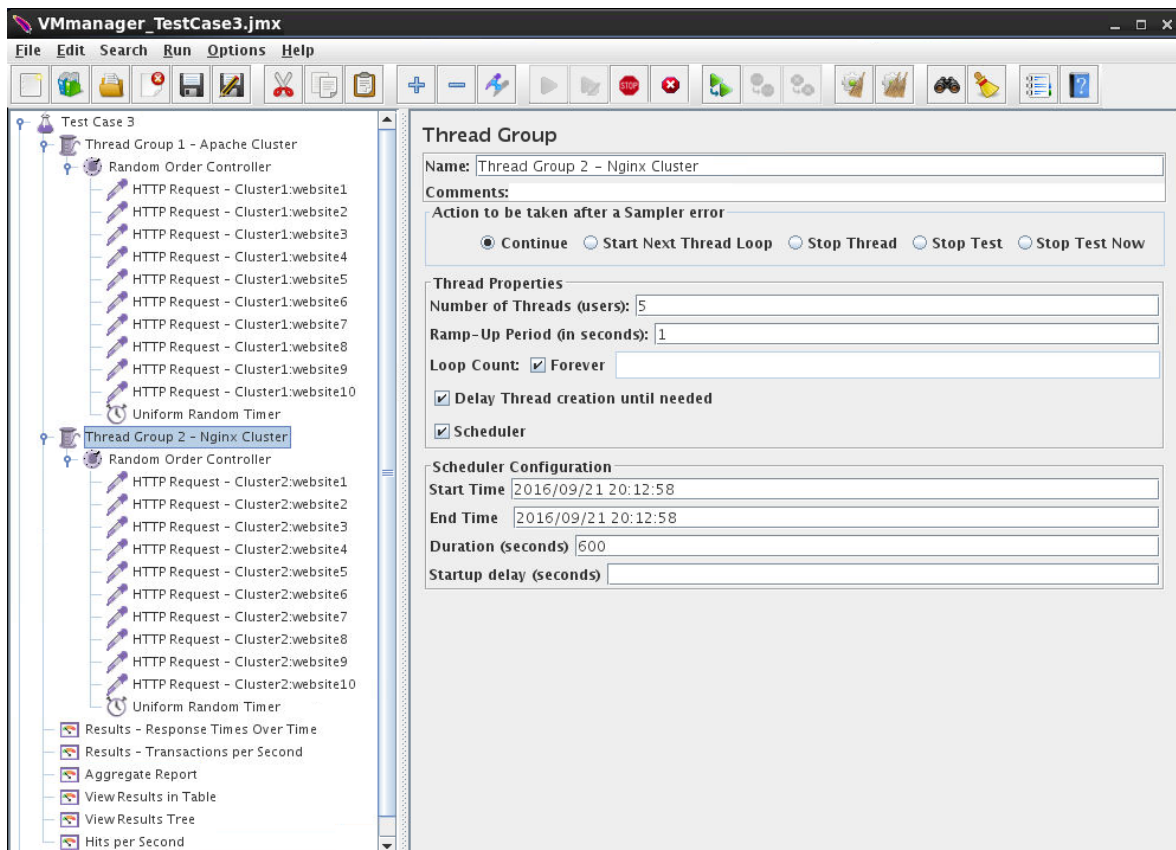 VMmanager_TestCase3.jmx
File Edit Search Run Options Help
STOP
?
Test Case 3
Thread Group 1 - Apache Cluster
Random Order Controller
HTTP Request - Cluster1:website1
HTTP Request - Cluster1:website2
HTTP Request - Cluster1:website3
HTTP Request - Cluster1:website4
HTTP Request - Cluster1:website5
HTTP Request - Cluster1:website6
HTTP Request - Cluster1:website7
HTTP Request - Cluster1:website8
HTTP Request - Cluster1:website9
HTTP Request - Cluster1:website10
Uniform Random Timer
Thread Group 2 - Nginx Cluster
Random Order Controller
HTTP Request - Cluster2:website1
HTTP Request - Cluster2:website2
HTTP Request - Cluster2:website3
HTTP Request - Cluster2:website4
HTTP Request - Cluster2:website5
HTTP Request - Cluster2:website6
HTTP Request - Cluster2:website7
HTTP Request - Cluster2:website8
HTTP Request - Cluster2:website9
HTTP Request - Cluster2:website10
Uniform Random Timer
Results - Response Times Over Time
Results - Transactions per Second
Aggregate Report
View Results in Table
View Results Tree
Hits per Second
Thread Group
Name: Thread Group 2 - Nginx Cluster
Comments:
Action to be taken after a Sampler error
Continue Start Next Thread Loop Stop Thread Stop Test Stop Test Now
Thread Properties
Number of Threads (users): 5
Ramp-Up Period (in seconds): 1
Loop Count: Forever
Delay Thread creation until needed
Scheduler
Scheduler Configuration
Start Time 2016/09/21 20:12:58
End Time 2016/09/21 20:12:58
Duration (seconds) 600
Startup delay (seconds)